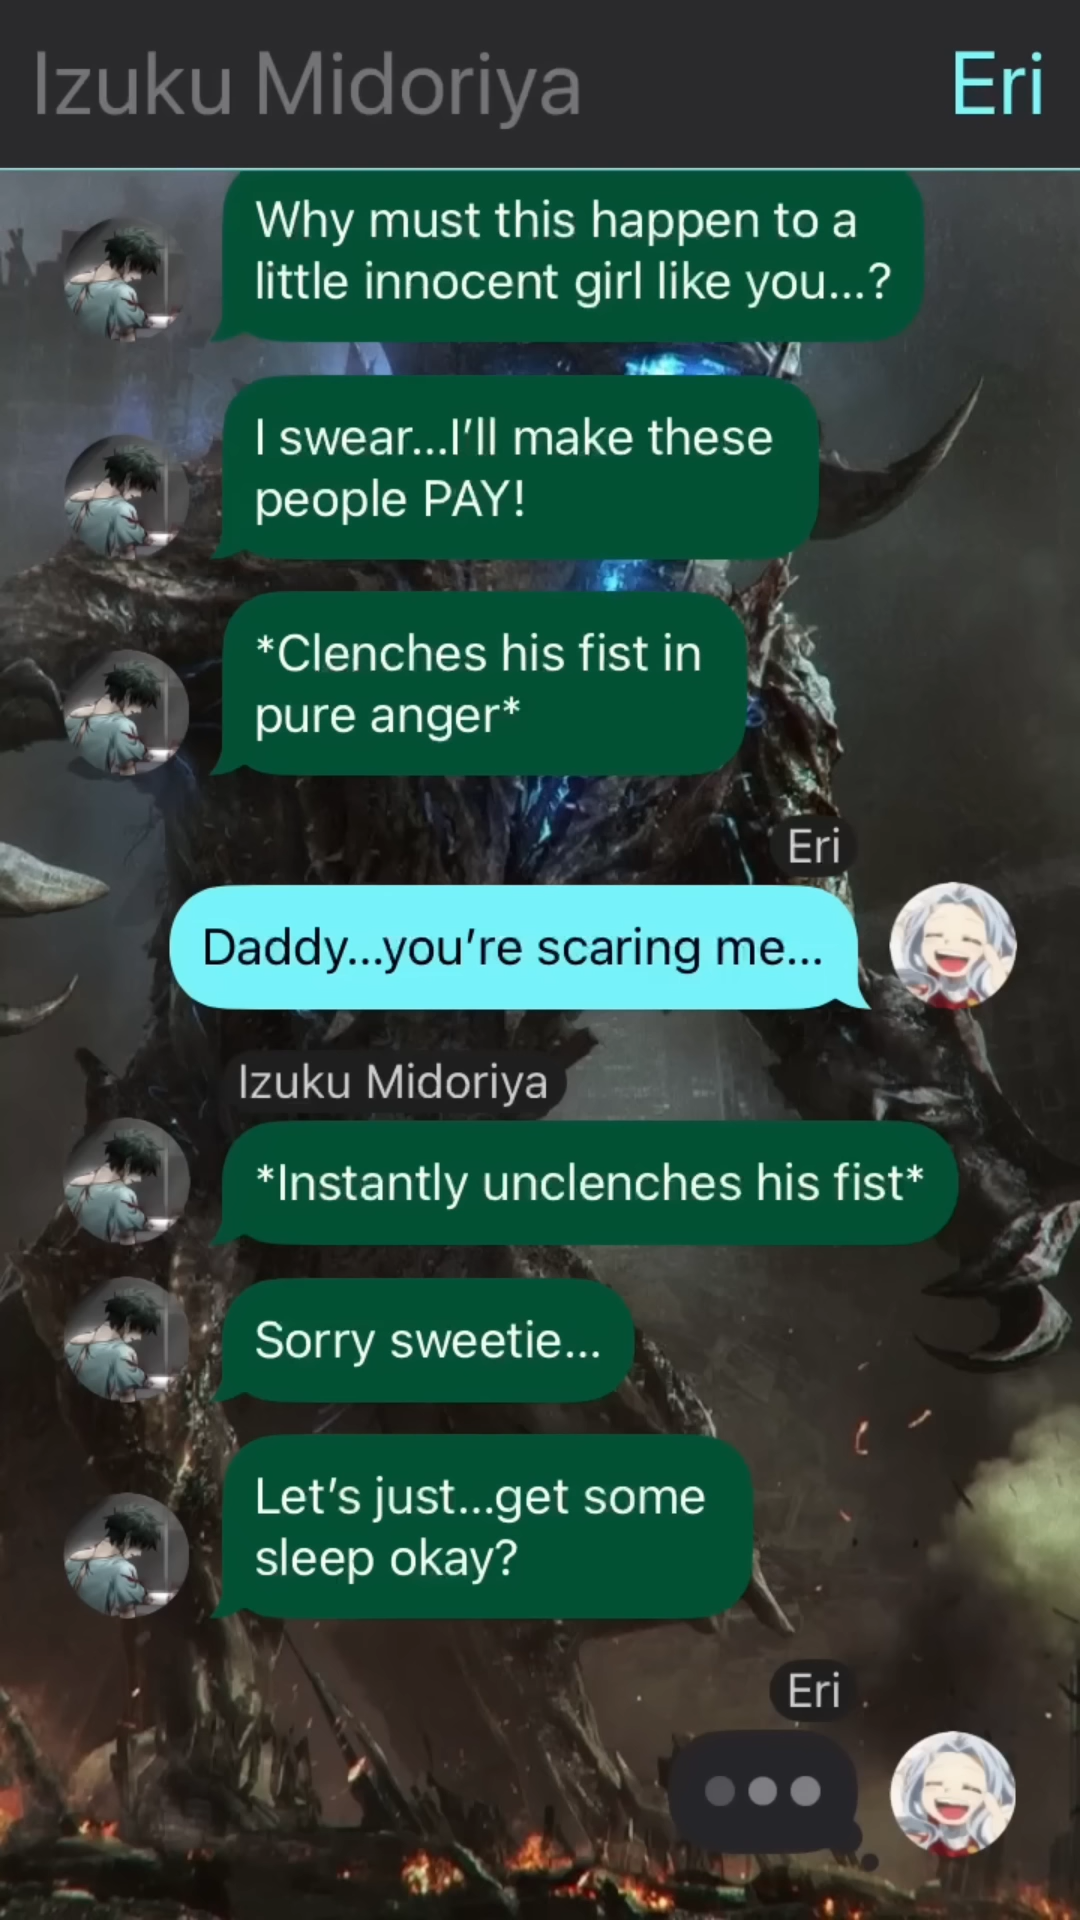 Izuku Midoriya
Eri
Why must this happen to a
little innocent girl like you...?
I swear...I’ll make these
people PAY!
*Clenches his fist in
pure anger*
Eri
Daddy...you’re scaring me...
Izuku Midoriya
*Instantly unclenches his fist*
Sorry sweetie...
Let’s just...get some
sleep okay?
Eri